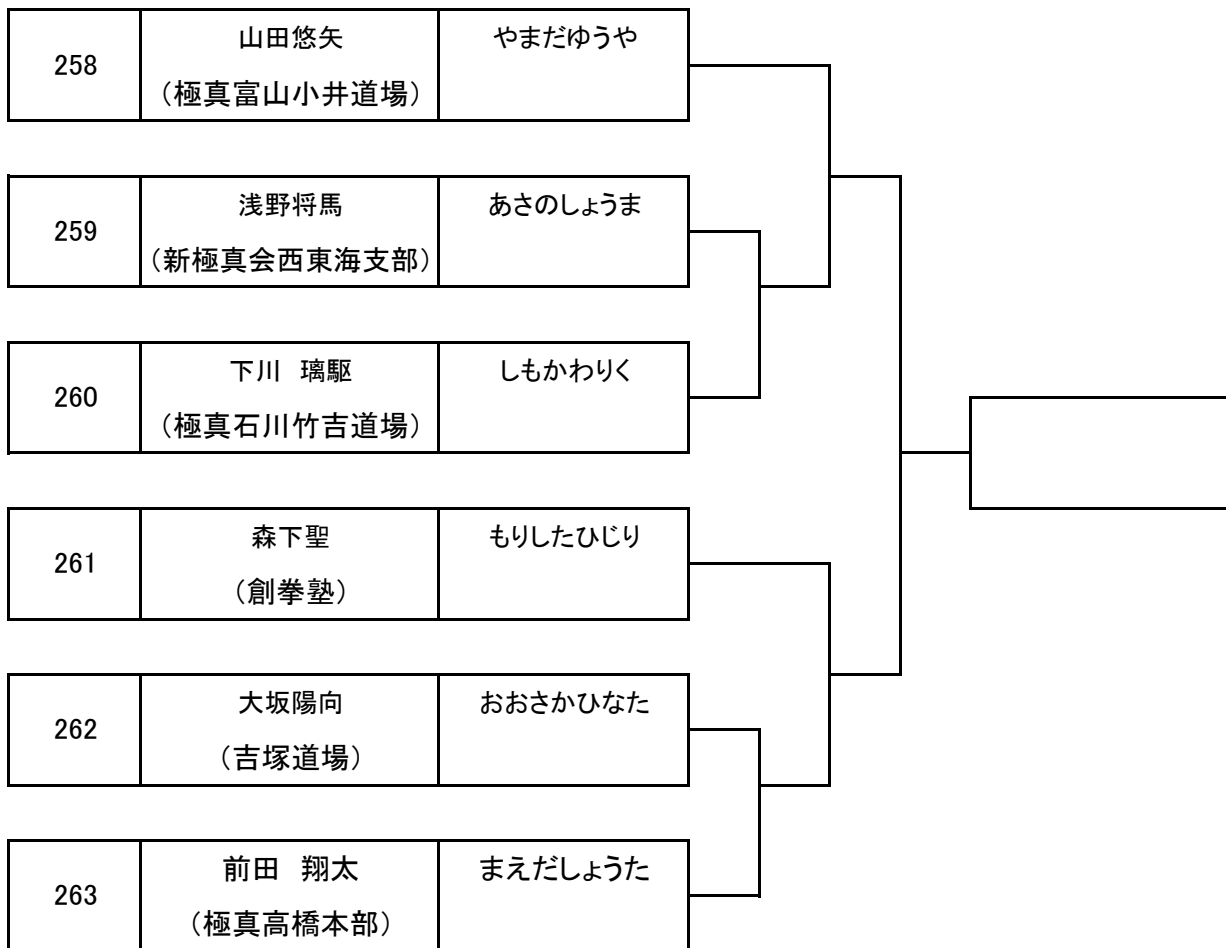 258
山田悠矢
（極真富山小井道場）
やまだゆうや
259
浅野将馬
（新極真会西東海支部）
あさのしょうま
260
下川　璃駆
（極真石川竹吉道場）
しもかわりく
261
森下聖
（創拳塾）
もりしたひじり
262
大坂陽向
（吉塚道場）
おおさかひなた
263
前田　翔太
（極真高橋本部）
まえだしょうた